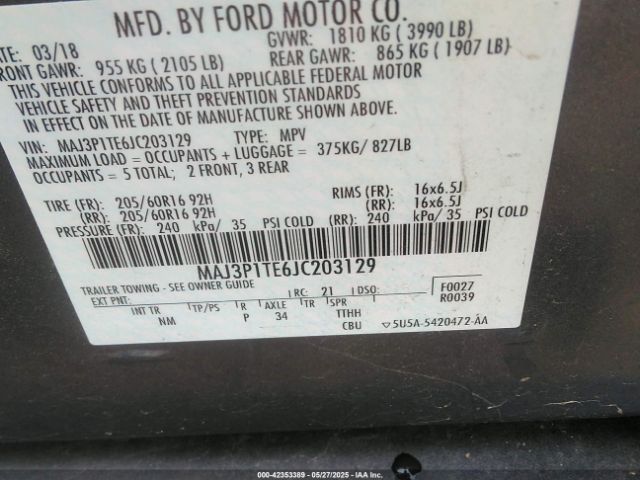 MFD. BY FORD MOTOR CO.
DATE: 03/18 GVWR: 1810 KG ( 3990 LB)
FRONT GAWR: 955 KG ( 2105 LB) REAR GAWR: 865 KG ( 1907 LB)
THIS VEHICLE CONFORMS TO ALL APPLICABLE FEDERAL MOTOR
VEHICLE SAFETY AND THEFT PREVENTION STANDARDS
IN EFFECT ON THE DATE OF MANUFACTURE SHOWN ABOVE.
VIN: MAJ3P1TE6JC203129 TYPE: MPV
MAXIMUM LOAD = OCCUPANTS + LUGGAGE = 375KG/ 827LB
OCCUPANTS = 5 TOTAL; 2 FRONT, 3 REAR
TIRE (FR): 205/60R16 92H RIMS (FR): 16x6.5J
(RR): 205/60R16 92H (RR): 16x6.5J
PRESSURE (FR): 240 kPa/ 35 PSI COLD (RR): 240 kPa/ 35 PSI COLD
MAJ3P1TE6JC203129
TRAILER TOWING - SEE OWNER GUIDE F0027
EXT PNT: RC: 21 DSO: R0039
INT TR TP/PS R AXLE TR SPR
NM P 34 TTHH
CBU ▽5U5A-5420472-AA
000-42353389 | 05/27/2025 | IAA Inc.